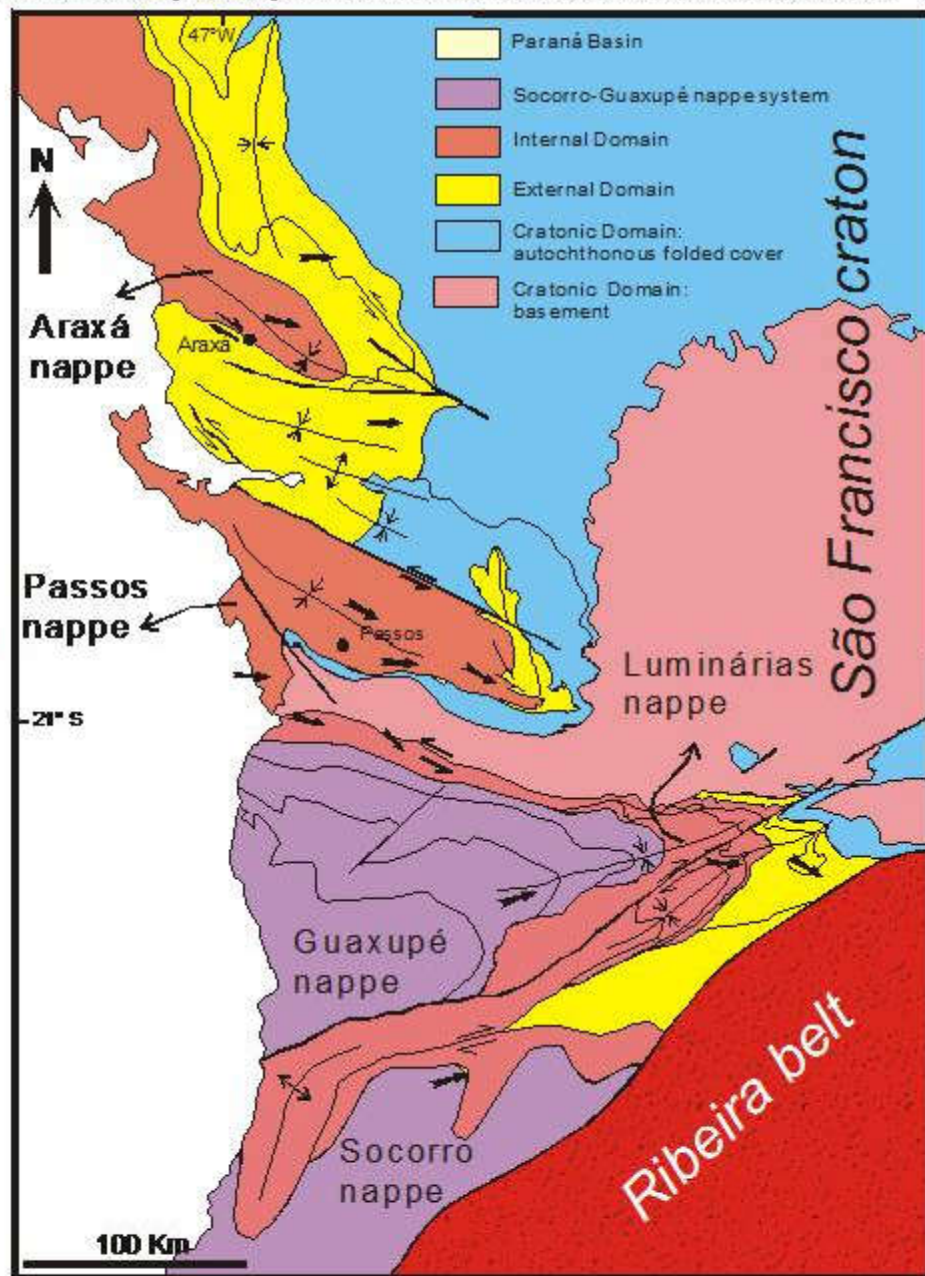 47°W
Paraná Basin
Socorro-Guaxupé nappe system
Internal Domain
External Domain
Cratonic Domain:
autochthonous folded cover
Cratonic Domain:
basement
N
São Francisco craton
Araxá
nappe
Araxá
Passos
nappe
Passos
Luminárias
nappe
21° S
Guaxupé
nappe
Socorro
nappe
Ribeira belt
100 Km